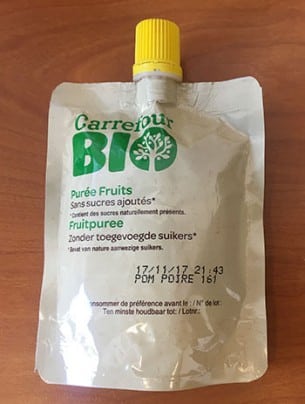 Carrefour
BIO
Purée Fruits
Sans sucres ajoutés*
*Contient des sucres naturellement présents.
Fruitpuree
Zonder toegevoegde suikers*
*Bevat van nature aanwezige suikers.
17/11/17 21:43
POM POIRE 161
consommer de préférence avant le : / N° de lot:
Ten minste houdbaar tot: / Lotnr.: